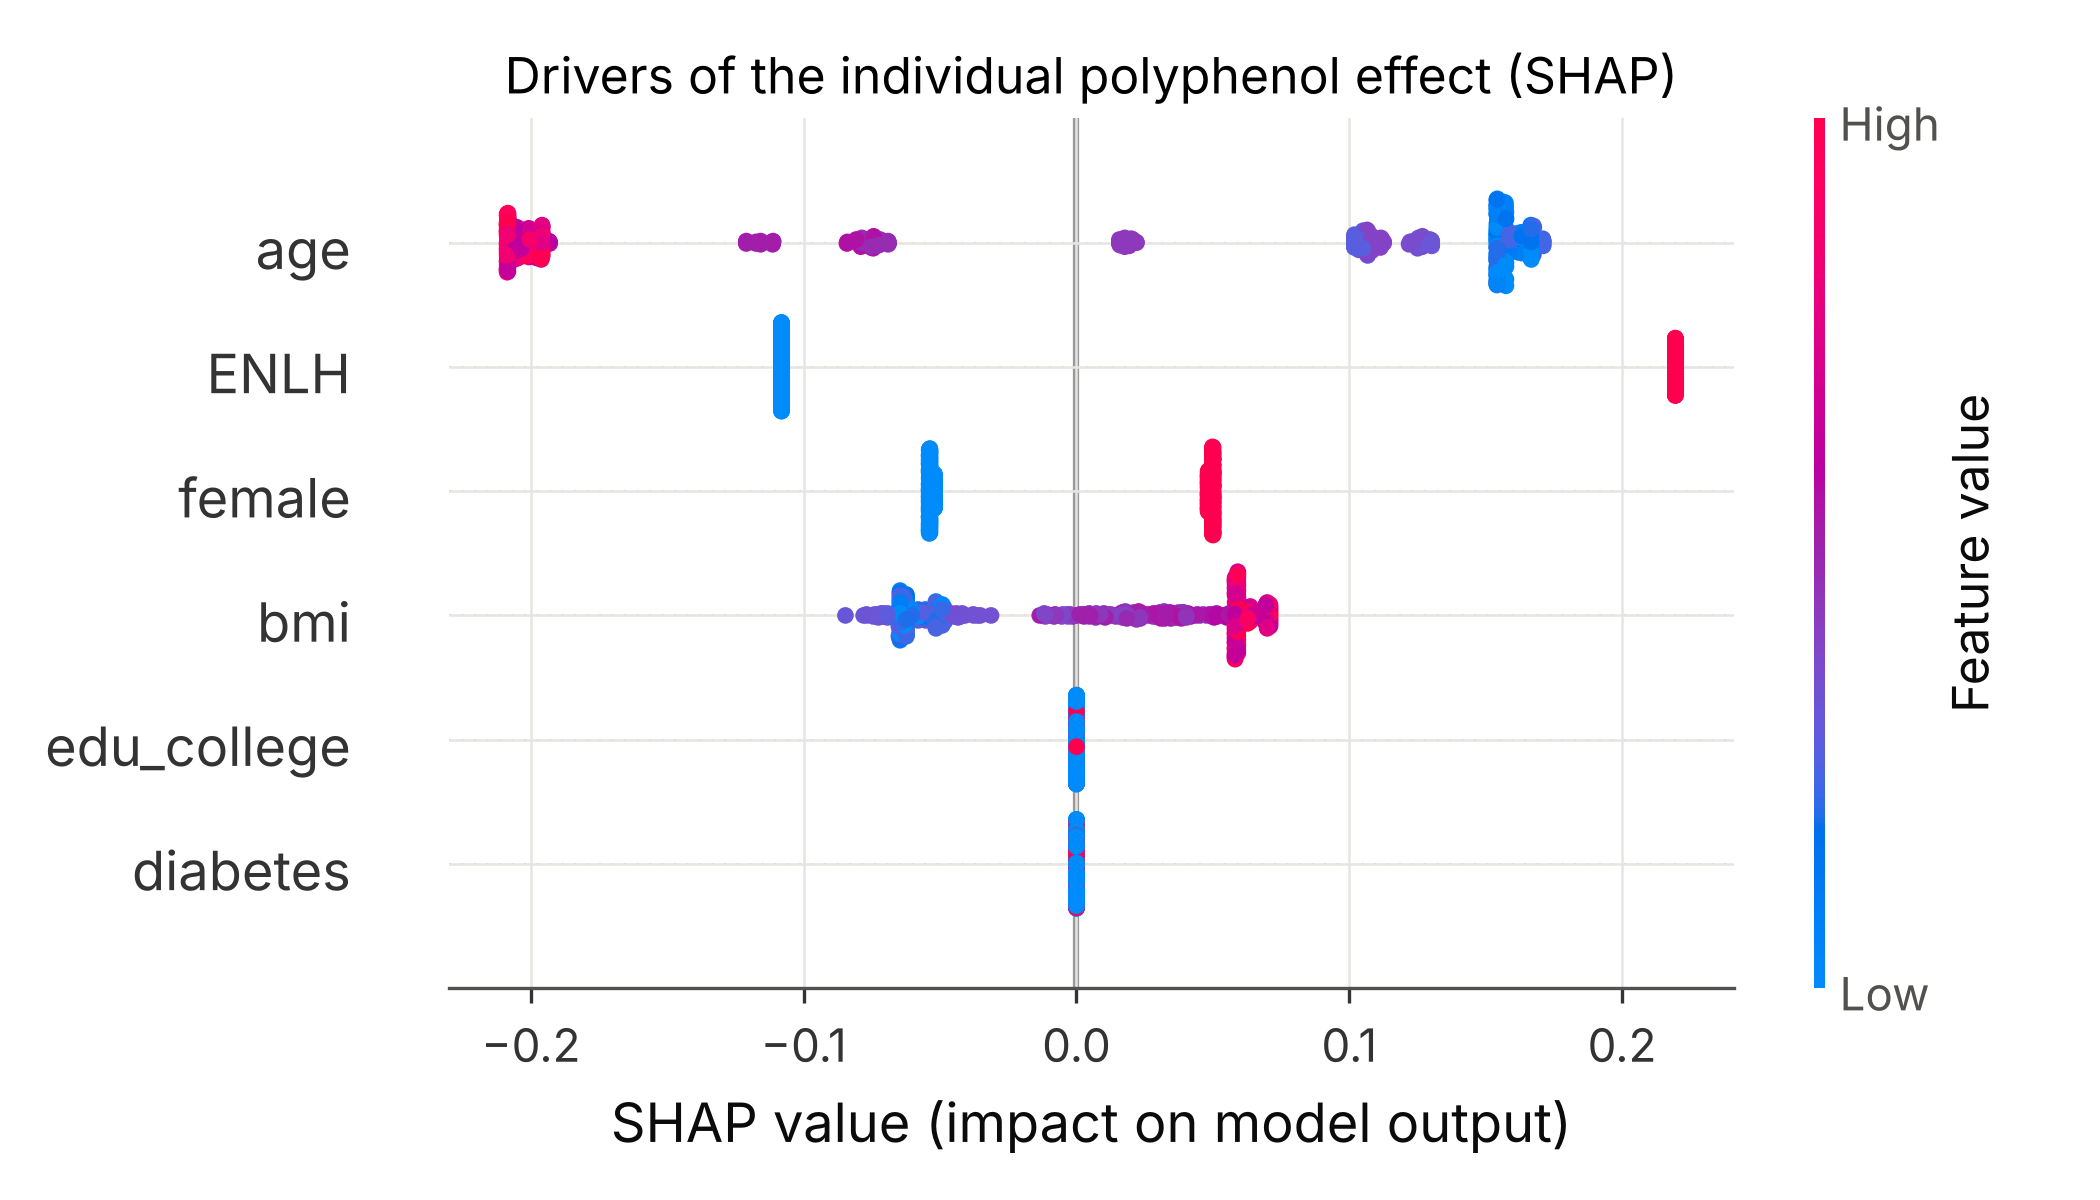 Drivers of the individual polyphenol effect (SHAP)
High
age
ENLH
female
bmi
edu_college
diabetes
Feature value
Low
−0.2 −0.1 0.0 0.1 0.2
SHAP value (impact on model output)